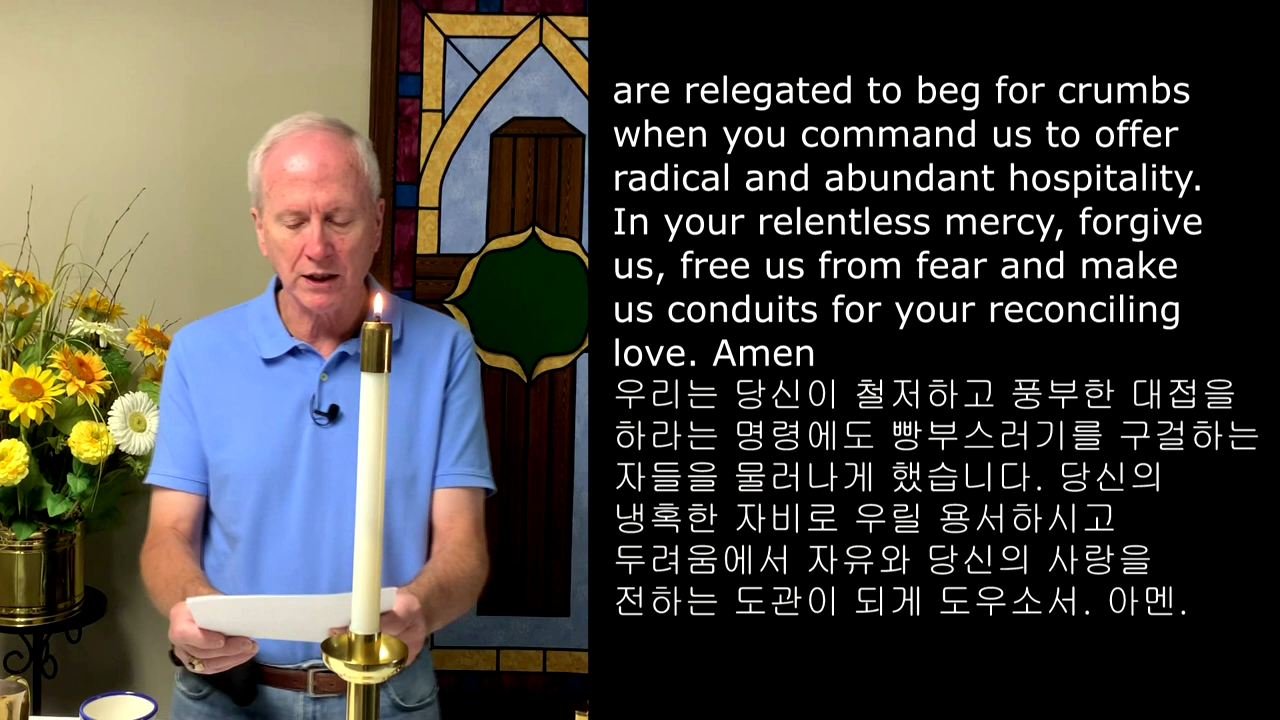 are relegated to beg for crumbs
when you command us to offer
radical and abundant hospitality.
In your relentless mercy, forgive
us, free us from fear and make
us conduits for your reconciling
love. Amen
우리는 당신이 철저하고 풍부한 대접을
하라는 명령에도 빵부스러기를 구걸하는
자들을 물러나게 했습니다. 당신의
냉혹한 자비로 우릴 용서하시고
두려움에서 자유와 당신의 사랑을
전하는 도관이 되게 도우소서. 아멘.